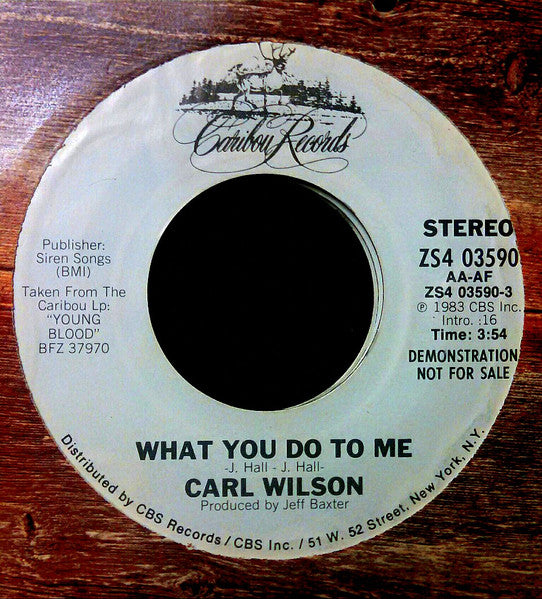 Caribou Records
Publisher:
Siren Songs
(BMI)
Taken From The
Caribou Lp:
"YOUNG
BLOOD"
BFZ 37970
STEREO
ZS4 03590
AA-AF
ZS4 03590-3
℗ 1983 CBS Inc.
Intro. :16
Time: 3:54
DEMONSTRATION
NOT FOR SALE
WHAT YOU DO TO ME
-J. Hall - J. Hall-
CARL WILSON
Produced by Jeff Baxter
Distributed by CBS Records / CBS Inc. / 51 W. 52 Street, New York, N.Y.